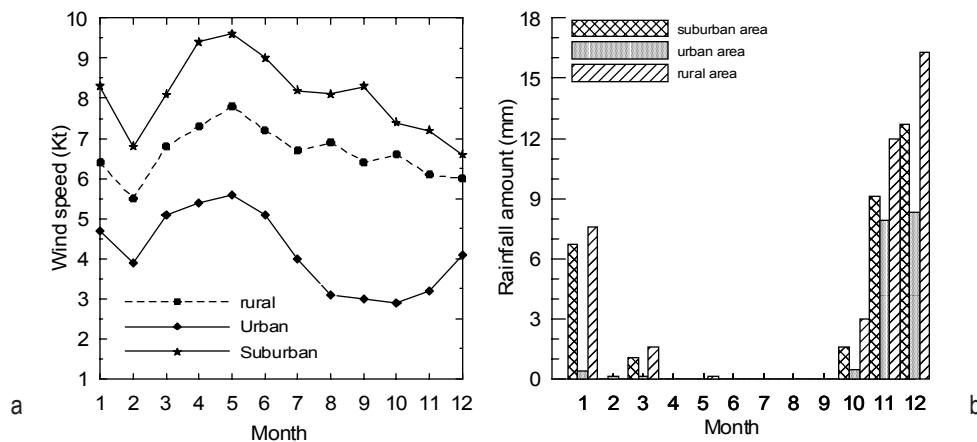 10
9
8
7
6
5
4
3
2
1
Wind speed (Kt)
rural
Urban
Suburban
1 2 3 4 5 6 7 8 9 10 11 12
Month
a
18
15
12
9
6
3
0
Rainfall amount (mm)
suburban area
urban area
rural area
1 2 3 4 5 6 7 8 9 10 11 12
Month
b